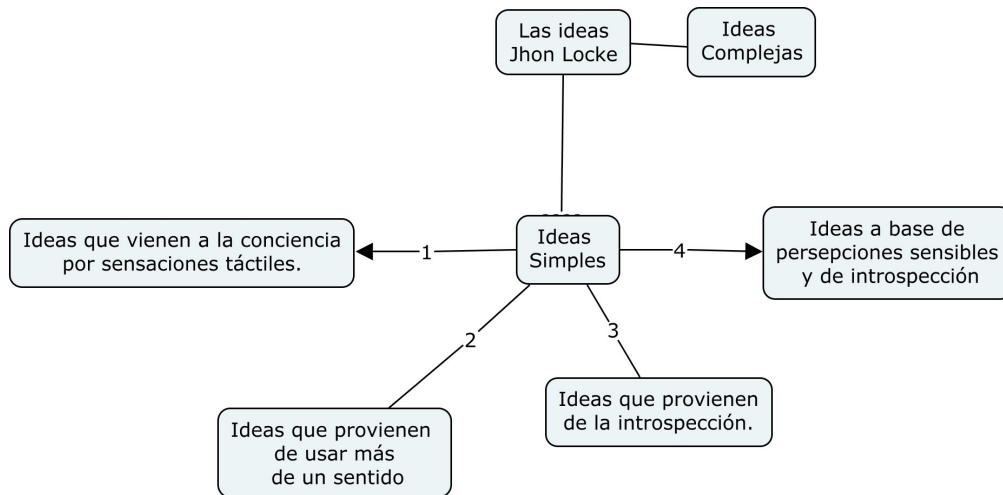 Las ideas
Jhon Locke
Ideas
Complejas
Ideas que vienen a la conciencia
por sensaciones táctiles.
1
Ideas
Simples
4
Ideas a base de
persepciones sensibles
y de introspección
2
3
Ideas que provienen
de usar más
de un sentido
Ideas que provienen
de la introspección.